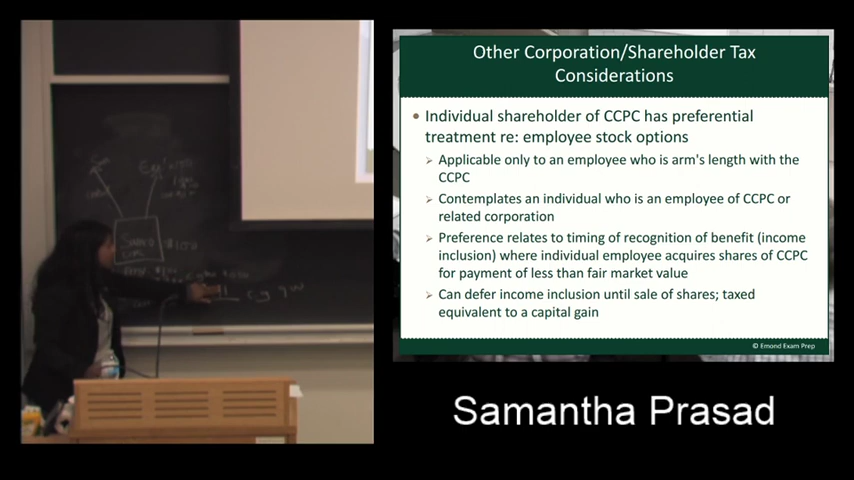 Other Corporation/Shareholder Tax
Considerations
Individual shareholder of CCPC has preferential
treatment re: employee stock options
Applicable only to an employee who is arm's length with the
CCPC
Contemplates an individual who is an employee of CCPC or
related corporation
Preference relates to timing of recognition of benefit (income
inclusion) where individual employee acquires shares of CCPC
for payment of less than fair market value
Can defer income inclusion until sale of shares; taxed
equivalent to a capital gain
© Emond Exam Prep
Samantha Prasad